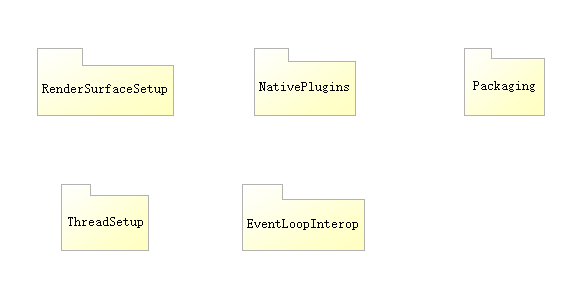 RenderSurfaceSetup
NativePlugins
Packaging
ThreadSetup
EventLoopInterop